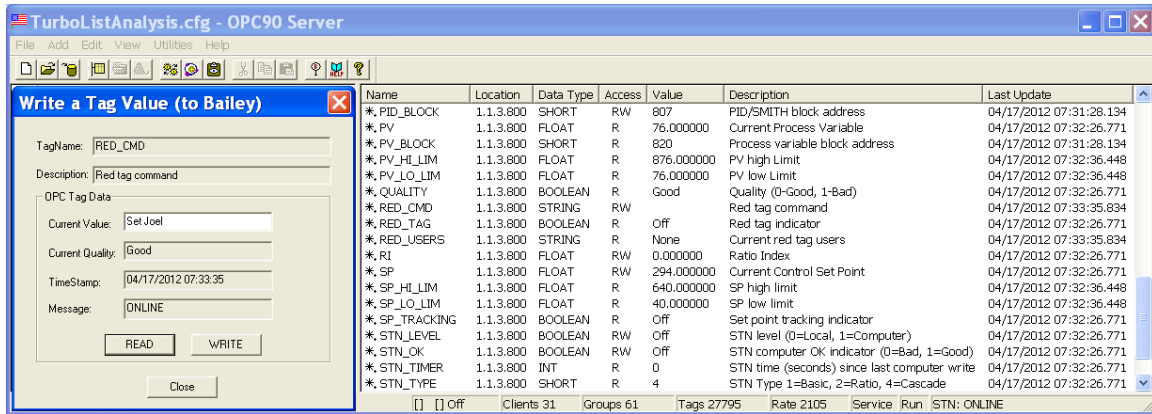 TurboListAnalysis.cfg - OPC90 Server
File Add Edit View Utilities Help
HELP
Write a Tag Value (to Bailey)
TagName: RED_CMD
Description: Red tag command
OPC Tag Data
Current Value: Set Joel
Current Quality: Good
TimeStamp: 04/17/2012 07:33:35
Message: ONLINE
READ WRITE
Close
Name Location Data Type Access Value Description Last Update
PID_BLOCK 1.1.3.800 SHORT RW 807 PID/SMITH block address 04/17/2012 07:31:28.134
PV 1.1.3.800 FLOAT R 76.000000 Current Process Variable 04/17/2012 07:32:26.771
PV_BLOCK 1.1.3.800 SHORT R 820 Process variable block address 04/17/2012 07:31:28.134
PV_HI_LIM 1.1.3.800 FLOAT R 876.000000 PV high Limit 04/17/2012 07:32:36.448
PV_LO_LIM 1.1.3.800 FLOAT R 76.000000 PV low Limit 04/17/2012 07:32:36.448
QUALITY 1.1.3.800 BOOLEAN R Good Quality (0-Good, 1-Bad) 04/17/2012 07:32:26.771
RED_CMD 1.1.3.800 STRING RW Red tag command 04/17/2012 07:33:35.834
RED_TAG 1.1.3.800 BOOLEAN R Off Red tag indicator 04/17/2012 07:32:26.771
RED_USERS 1.1.3.800 STRING R None Current red tag users 04/17/2012 07:33:35.834
RI 1.1.3.800 FLOAT RW 0.000000 Ratio Index 04/17/2012 07:32:26.771
SP 1.1.3.800 FLOAT RW 294.000000 Current Control Set Point 04/17/2012 07:32:26.771
SP_HI_LIM 1.1.3.800 FLOAT R 640.000000 SP high limit 04/17/2012 07:32:36.448
SP_LO_LIM 1.1.3.800 FLOAT R 40.000000 SP low limit 04/17/2012 07:32:36.448
SP_TRACKING 1.1.3.800 BOOLEAN R Off Set point tracking indicator 04/17/2012 07:32:26.771
STN_LEVEL 1.1.3.800 BOOLEAN RW Off STN level (0=Local, 1=Computer) 04/17/2012 07:32:26.771
STN_OK 1.1.3.800 BOOLEAN RW Off STN computer OK indicator (0=Bad, 1=Good) 04/17/2012 07:32:26.771
STN_TIMER 1.1.3.800 INT R 0 STN time (seconds) since last computer write 04/17/2012 07:32:26.771
STN_TYPE 1.1.3.800 SHORT R 4 STN Type 1=Basic, 2=Ratio, 4=Cascade 04/17/2012 07:32:26.771
[] [] Off Clients 31 Groups 61 Tags 27795 Rate 2105 Service Run STN: ONLINE